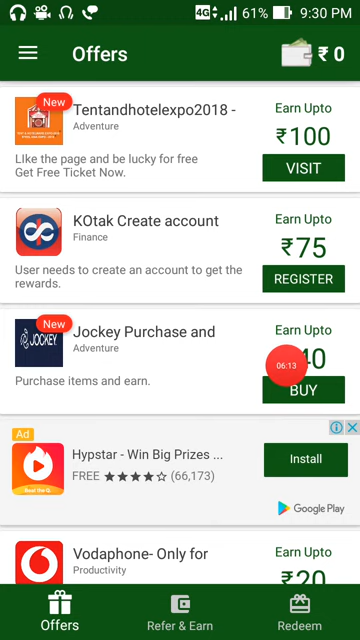 4G 61% 9:30 PM
Offers ₹ 0
New
Tentandhotelexpo2018 -
Adventure
LIke the page and be lucky for free
Get Free Ticket Now.
Earn Upto
₹100
VISIT
KOtak Create account
Finance
User needs to create an account to get the
rewards.
Earn Upto
₹75
REGISTER
New
JOCKEY
Jockey Purchase and
Adventure
Purchase items and earn.
Earn Upto
40
06:13
BUY
Ad
Hypstar - Win Big Prizes ...
FREE (66,173)
Install
Google Play
Vodaphone- Only for
Productivity
Earn Upto
₹20
Offers
Refer & Earn
Redeem